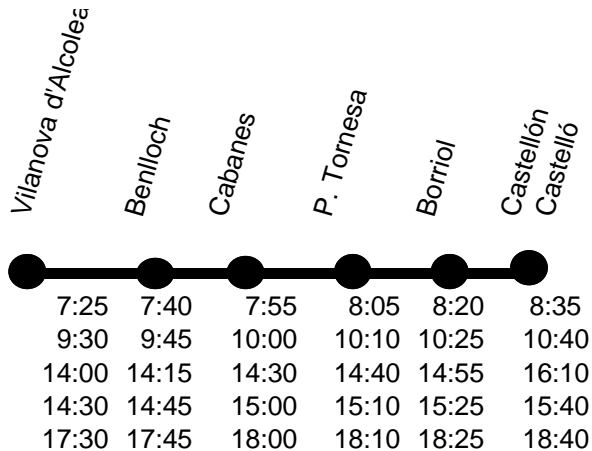 Vilanova d'Alcolea
Benlloch
Cabanes
P. Tornesa
Borriol
Castellón
Castelló
7:25 7:40 7:55 8:05 8:20 8:35
9:30 9:45 10:00 10:10 10:25 10:40
14:00 14:15 14:30 14:40 14:55 16:10
14:30 14:45 15:00 15:10 15:25 15:40
17:30 17:45 18:00 18:10 18:25 18:40